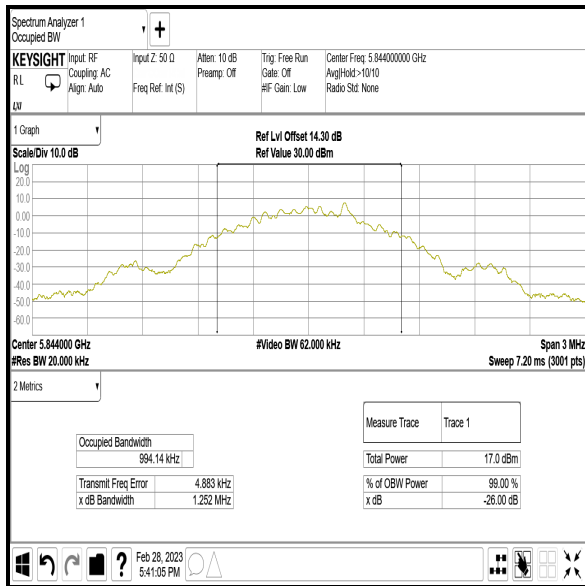 Spectrum Analyzer 1
Occupied BW
KEYSIGHT
R L
LXI
Input: RF
Coupling: AC
Align: Auto
Input Z: 50 Ω
Freq Ref: Int (S)
Atten: 10 dB
Preamp: Off
Trig: Free Run
Gate: Off
#IF Gain: Low
Center Freq: 5.844000000 GHz
Avg|Hold:>10/10
Radio Std: None
1 Graph
Scale/Div 10.0 dB
Ref Lvl Offset 14.30 dB
Ref Value 30.00 dBm
Log
20.0
10.0
0.00
-10.0
-20.0
-30.0
-40.0
-50.0
-60.0
Center 5.844000 GHz
#Video BW 62.000 kHz
Span 3 MHz
#Res BW 20.000 kHz
Sweep 7.20 ms (3001 pts)
2 Metrics
Occupied Bandwidth
994.14 kHz
Transmit Freq Error 4.883 kHz
x dB Bandwidth 1.252 MHz
Measure Trace Trace 1
Total Power 17.0 dBm
% of OBW Power 99.00 %
x dB -26.00 dB
?
Feb 28, 2023
5:41:05 PM